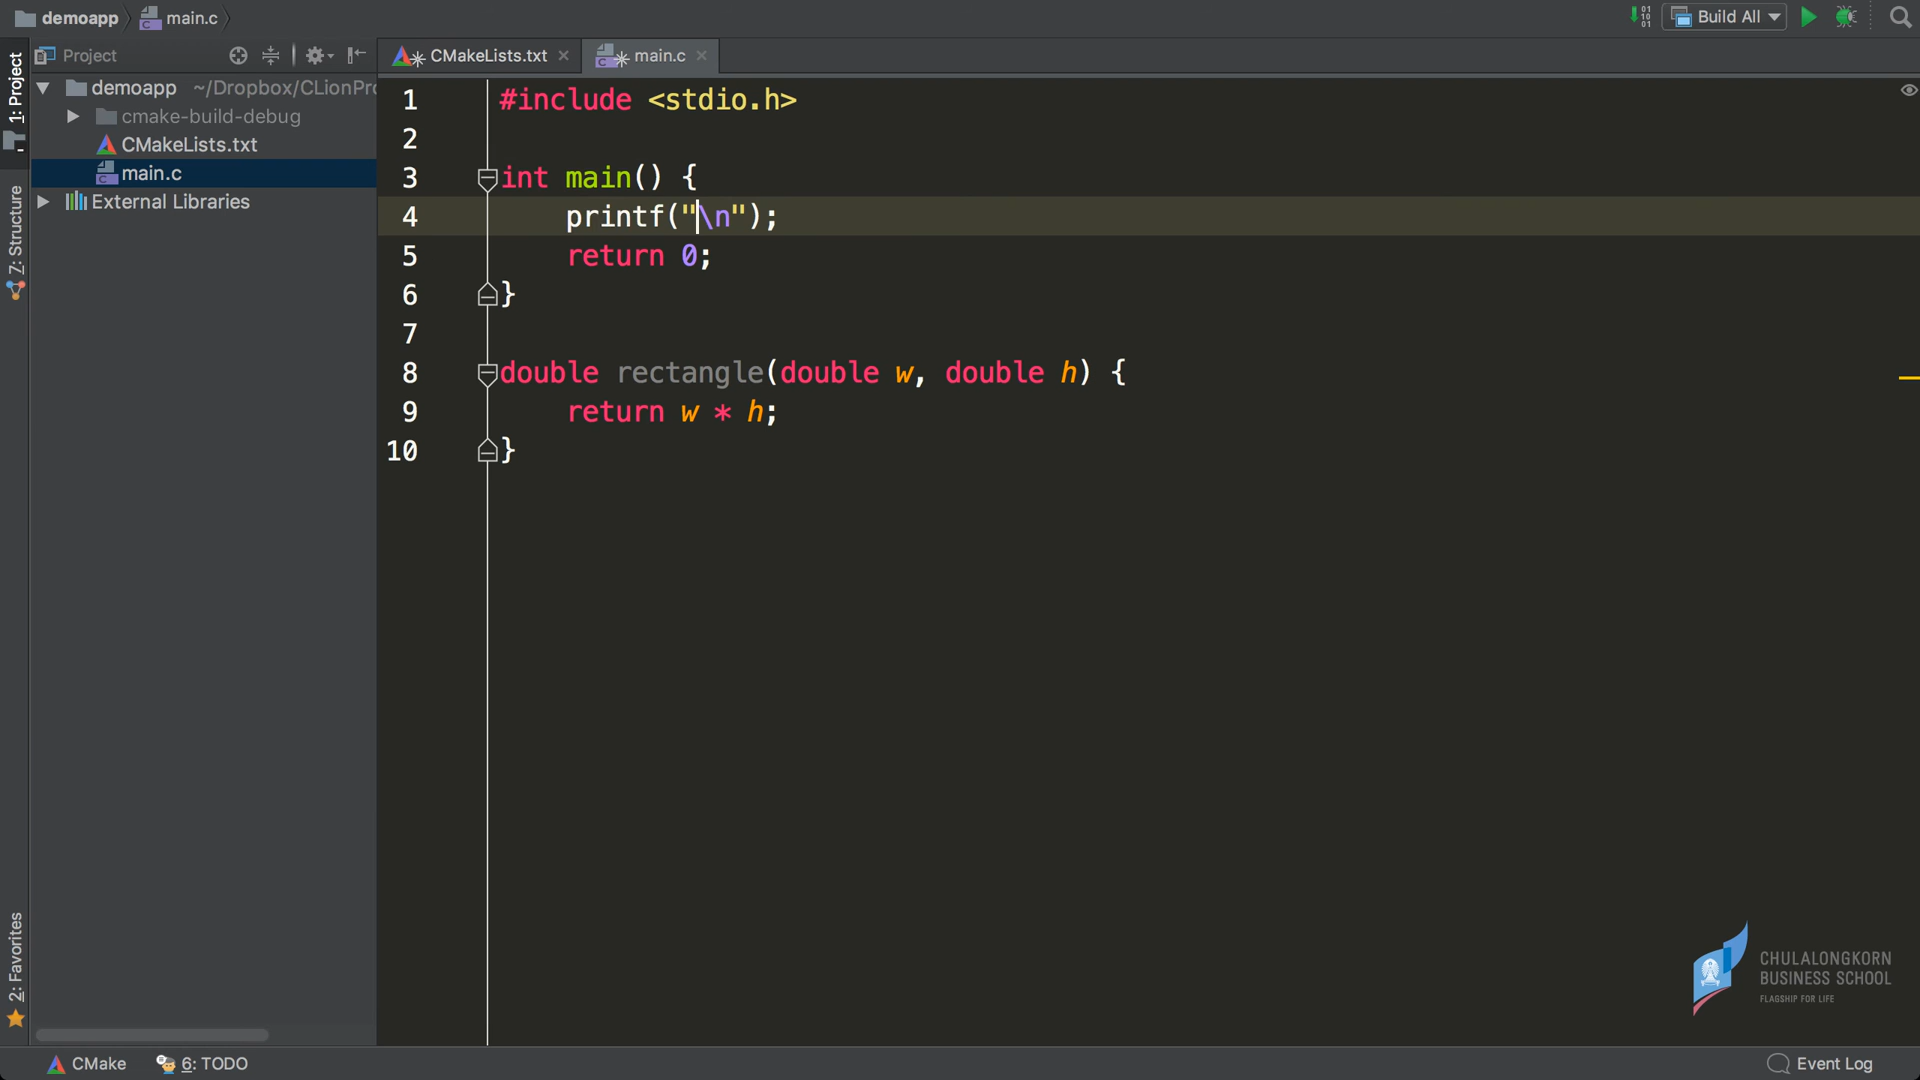 demoapp main.c
Build All
Project
CMakeLists.txt
main.c
1: Project
demoapp ~/Dropbox/CLionPr
cmake-build-debug
CMakeLists.txt
main.c
External Libraries
7: Structure
2: Favorites
1 #include <stdio.h>
2
3 int main() {
4 printf("\n");
5 return 0;
6 }
7
8 double rectangle(double w, double h) {
9 return w * h;
10 }
CHULALONGKORN
BUSINESS SCHOOL
FLAGSHIP FOR LIFE
CMake
6: TODO
Event Log